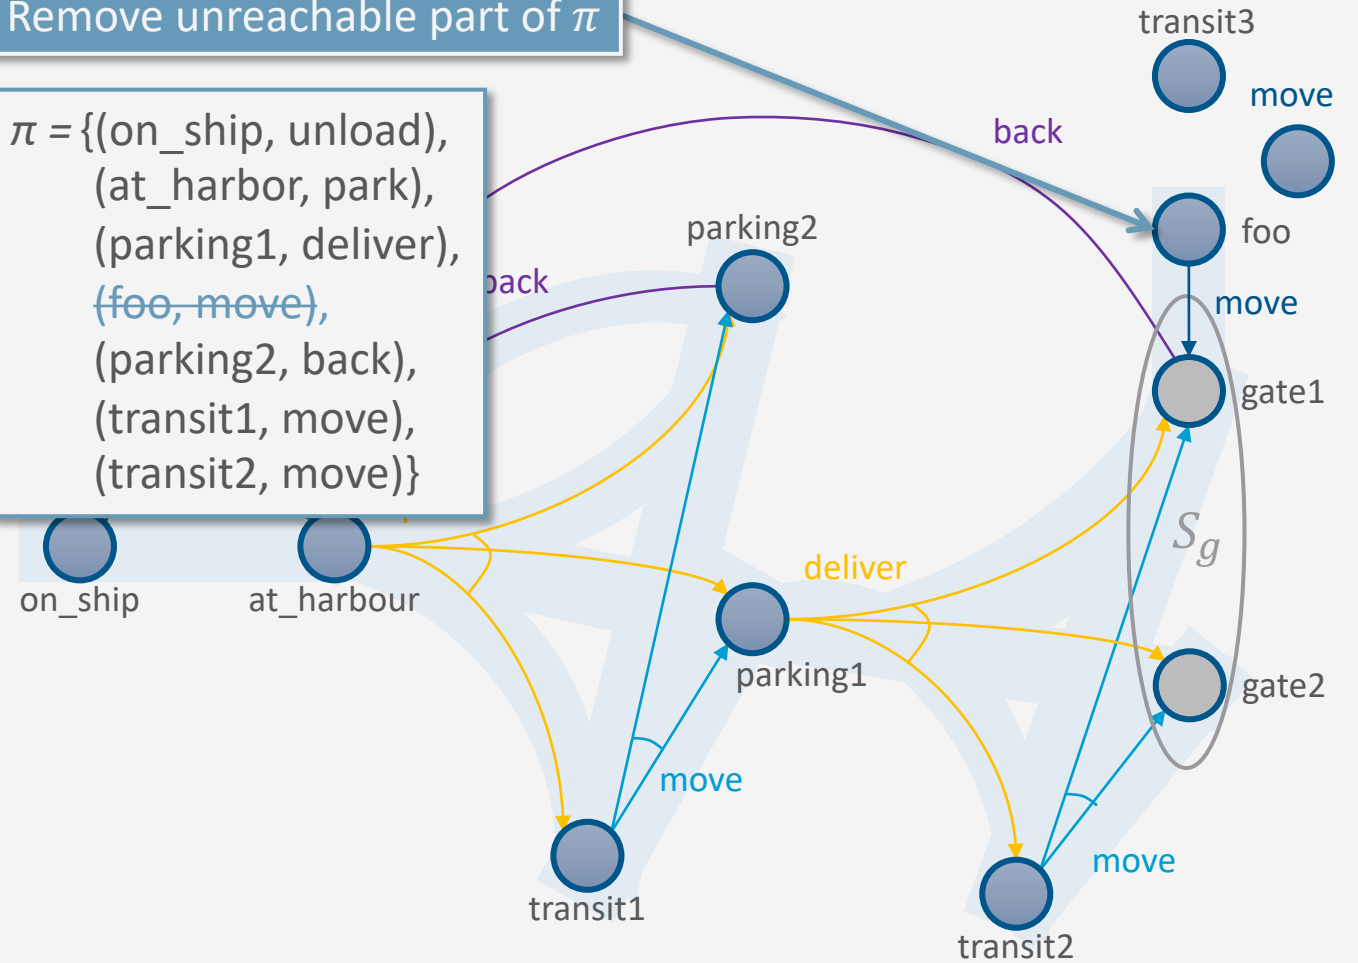 Remove unreachable part of π
π = {(on_ship, unload),
(at_harbor, park),
(parking1, deliver),
(foo, move),
(parking2, back),
(transit1, move),
(transit2, move)}
transit3
move
back
foo
parking2
back
move
gate1
S_g
deliver
on_ship
at_harbour
parking1
gate2
move
move
transit1
transit2